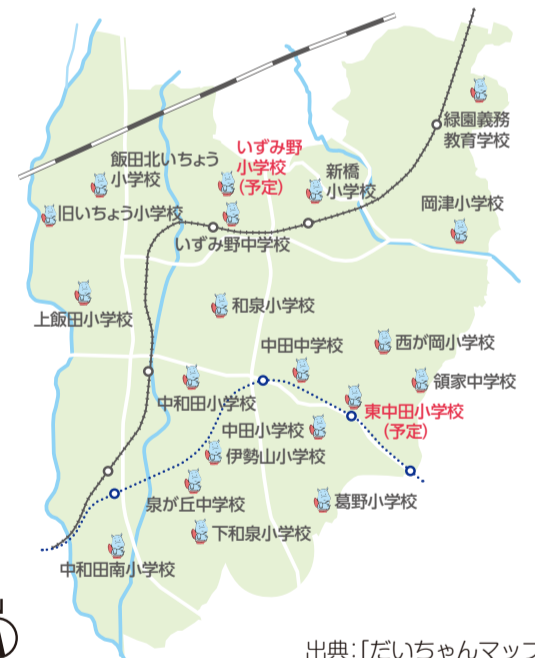 緑園義務
教育学校
いずみ野
小学校
(予定)
飯田北いちょう
小学校
新橋
小学校
旧いちょう小学校
岡津小学校
いずみ野中学校
上飯田小学校
和泉小学校
中田中学校
西が岡小学校
領家中学校
中和田小学校
東中田小学校
(予定)
中田小学校
伊勢山小学校
泉が丘中学校
葛野小学校
下和泉小学校
中和田南小学校
出典:「だいちゃんマップ